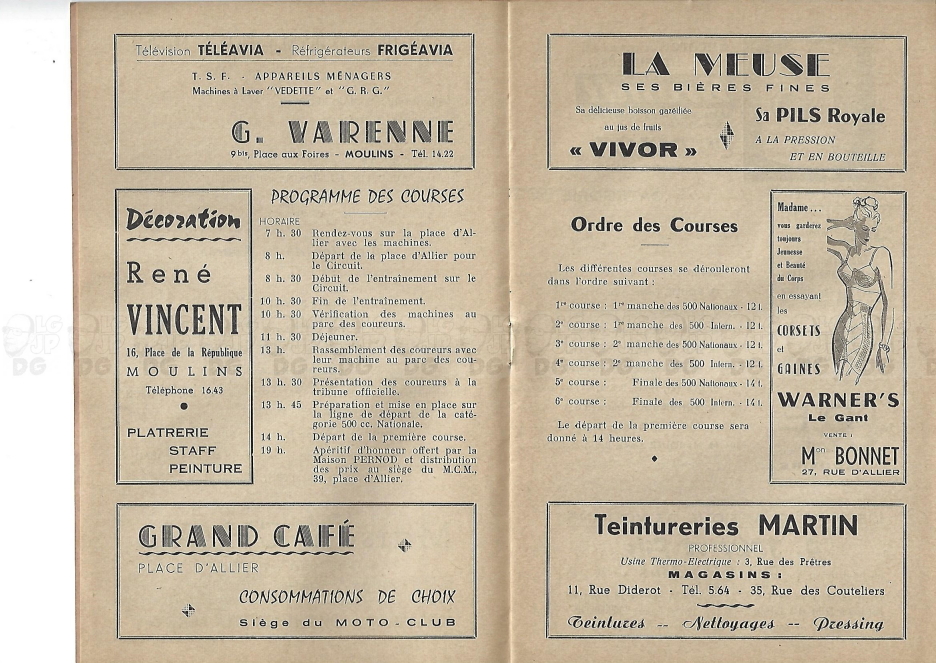 Télévision TÉLÉAVIA - Réfrigérateurs FRIGÉAVIA
T. S. F. - APPAREILS MÉNAGERS
Machines à Laver "VEDETTE" et "G. R. G."
G. VARENNE
9 bis, Place aux Foires - MOULINS - Tél. 14.22
Décoration
René
VINCENT
16, Place de la République
MOULINS
Téléphone 16.43
PLATRERIE
STAFF
PEINTURE
PROGRAMME DES COURSES
HORAIRE
7 h. 30 Rendez-vous sur la place d'Al-
lier avec les machines.
8 h. Départ de la place d'Allier pour
le Circuit.
8 h. 30 Début de l'entraînement sur le
Circuit.
10 h. 30 Fin de l'entraînement.
10 h. 30 Vérification des machines au
parc des coureurs.
11 h. 30 Déjeuner.
13 h. Rassemblement des coureurs avec
leur machine au parc des cou-
reurs.
13 h. 30 Présentation des coureurs à la
tribune officielle.
13 h. 45 Préparation et mise en place sur
la ligne de départ de la caté-
gorie 500 cc. Nationale.
14 h. Départ de la première course.
19 h. Apéritif d'honneur offert par la
Maison PERNOD et distribution
des prix au siège du M.C.M.,
39, place d'Allier.
GRAND CAFÉ
PLACE D'ALLIER
CONSOMMATIONS DE CHOIX
Siège du MOTO-CLUB
LA MEUSE
SES BIÈRES FINES
Sa délicieuse boisson gazéifiée
au jus de fruits
« VIVOR »
Sa PILS Royale
A LA PRESSION
ET EN BOUTEILLE
Ordre des Courses
Les différentes courses se dérouleront
dans l'ordre suivant :
1re course : 1re manche des 500 Nationaux - 12 t.
2e course : 1re manche des 500 Intern. - 12 t.
3e course : 2e manche des 500 Nationaux - 12 t.
4e course : 2e manche des 500 Intern. - 12 t.
5e course : Finale des 500 Nationaux - 14 t.
6e course : Finale des 500 Intern. - 14 t.
Le départ de la première course sera
donné à 14 heures.
Madame...
vous garderez
toujours
Jeunesse
et Beauté
du Corps
en essayant
les
CORSETS
et
GAINES
WARNER'S
Le Gant
VENTE :
Mon BONNET
27, RUE D'ALLIER
Teintureries MARTIN
PROFESSIONNEL
Usine Thermo-Electrique : 3, Rue des Prêtres
MAGASINS :
11, Rue Diderot - Tél. 5.64 - 35, Rue des Couteliers
Teintures -- Nettoyages -- Pressing